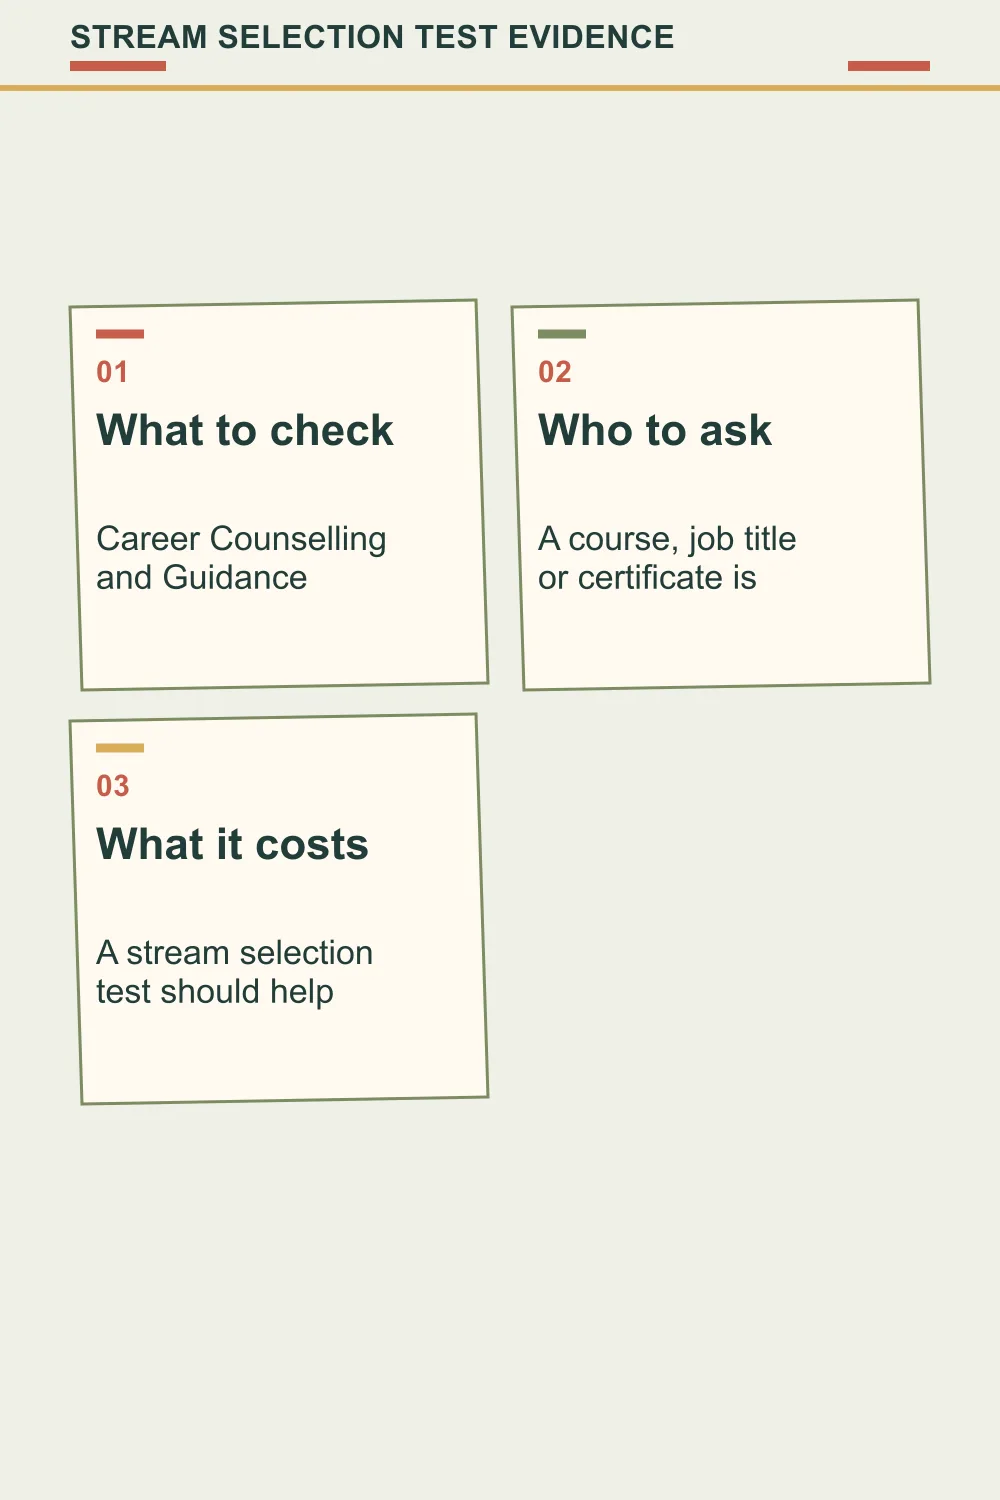 STREAM SELECTION TEST EVIDENCE
01
What to check
Career Counselling
and Guidance
02
Who to ask
A course, job title
or certificate is
03
What it costs
A stream selection
test should help